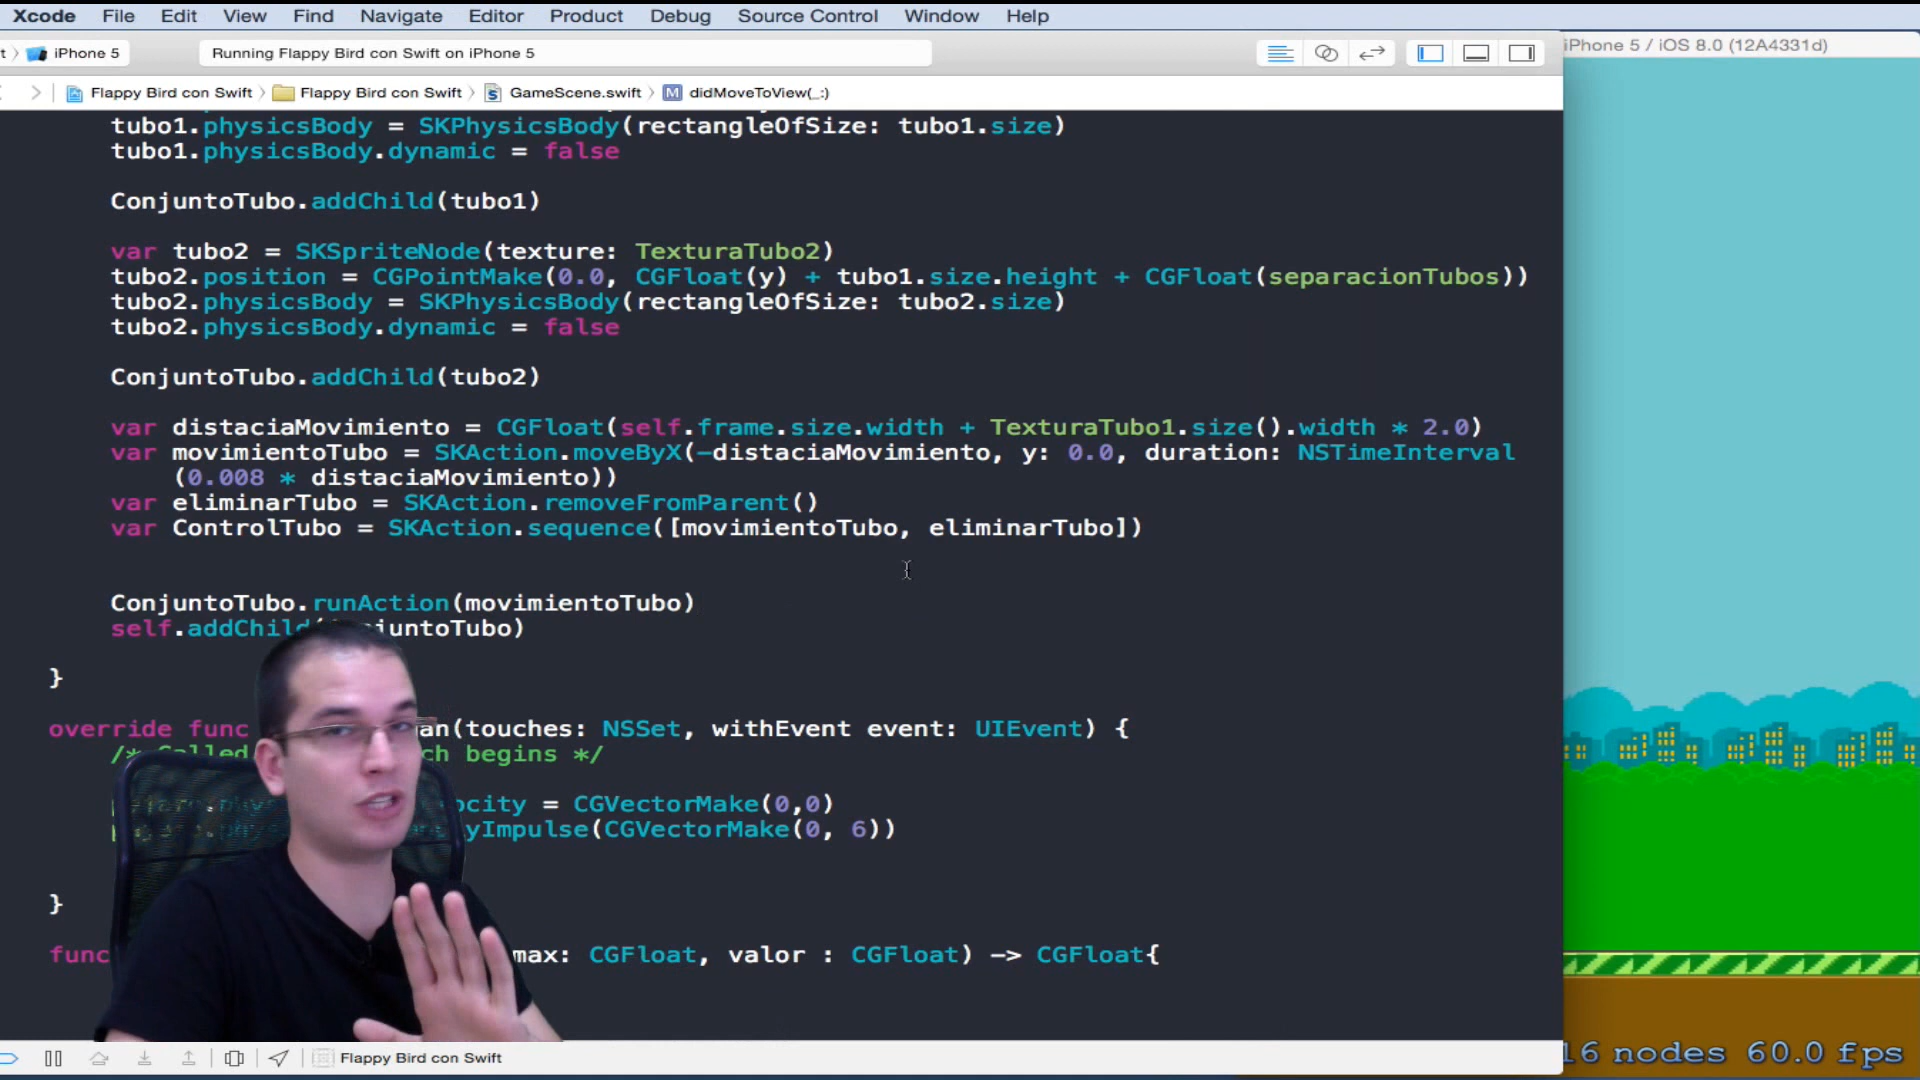 Xcode File Edit View Find Navigate Editor Product Debug Source Control Window Help
iPhone 5 Running Flappy Bird con Swift on iPhone 5
iPhone 5 / iOS 8.0 (12A4331d)
Flappy Bird con Swift Flappy Bird con Swift GameScene.swift M didMoveToView(_:)
tubo1.physicsBody = SKPhysicsBody(rectangleOfSize: tubo1.size)
tubo1.physicsBody.dynamic = false
ConjuntoTubo.addChild(tubo1)
var tubo2 = SKSpriteNode(texture: TexturaTubo2)
tubo2.position = CGPointMake(0.0, CGFloat(y) + tubo1.size.height + CGFloat(separacionTubos))
tubo2.physicsBody = SKPhysicsBody(rectangleOfSize: tubo2.size)
tubo2.physicsBody.dynamic = false
ConjuntoTubo.addChild(tubo2)
var distaciaMovimiento = CGFloat(self.frame.size.width + TexturaTubo1.size().width * 2.0)
var movimientoTubo = SKAction.moveByX(-distaciaMovimiento, y: 0.0, duration: NSTimeInterval
(0.008 * distaciaMovimiento))
var eliminarTubo = SKAction.removeFromParent()
var ControlTubo = SKAction.sequence([movimientoTubo, eliminarTubo])
ConjuntoTubo.runAction(movimientoTubo)
self.addChild juntoTubo)
}
override func an(touches: NSSet, withEvent event: UIEvent) {
/* Called ch begins */
ocity = CGVectorMake(0,0)
yImpulse(CGVectorMake(0, 6))
}
func max: CGFloat, valor : CGFloat) -> CGFloat{
Flappy Bird con Swift
16 nodes 60.0 fps